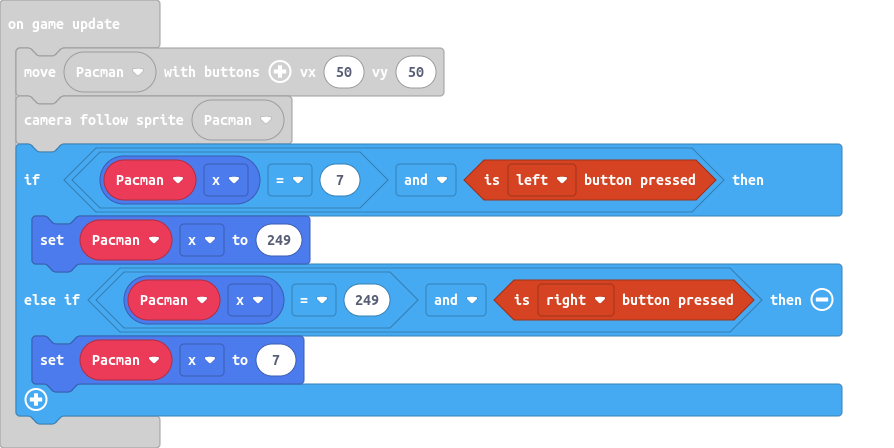 on game update
move Pacman with buttons vx 50 vy 50
camera follow sprite Pacman
if Pacman x = 7 and is left button pressed then
set Pacman x to 249
else if Pacman x = 249 and is right button pressed then
set Pacman x to 7